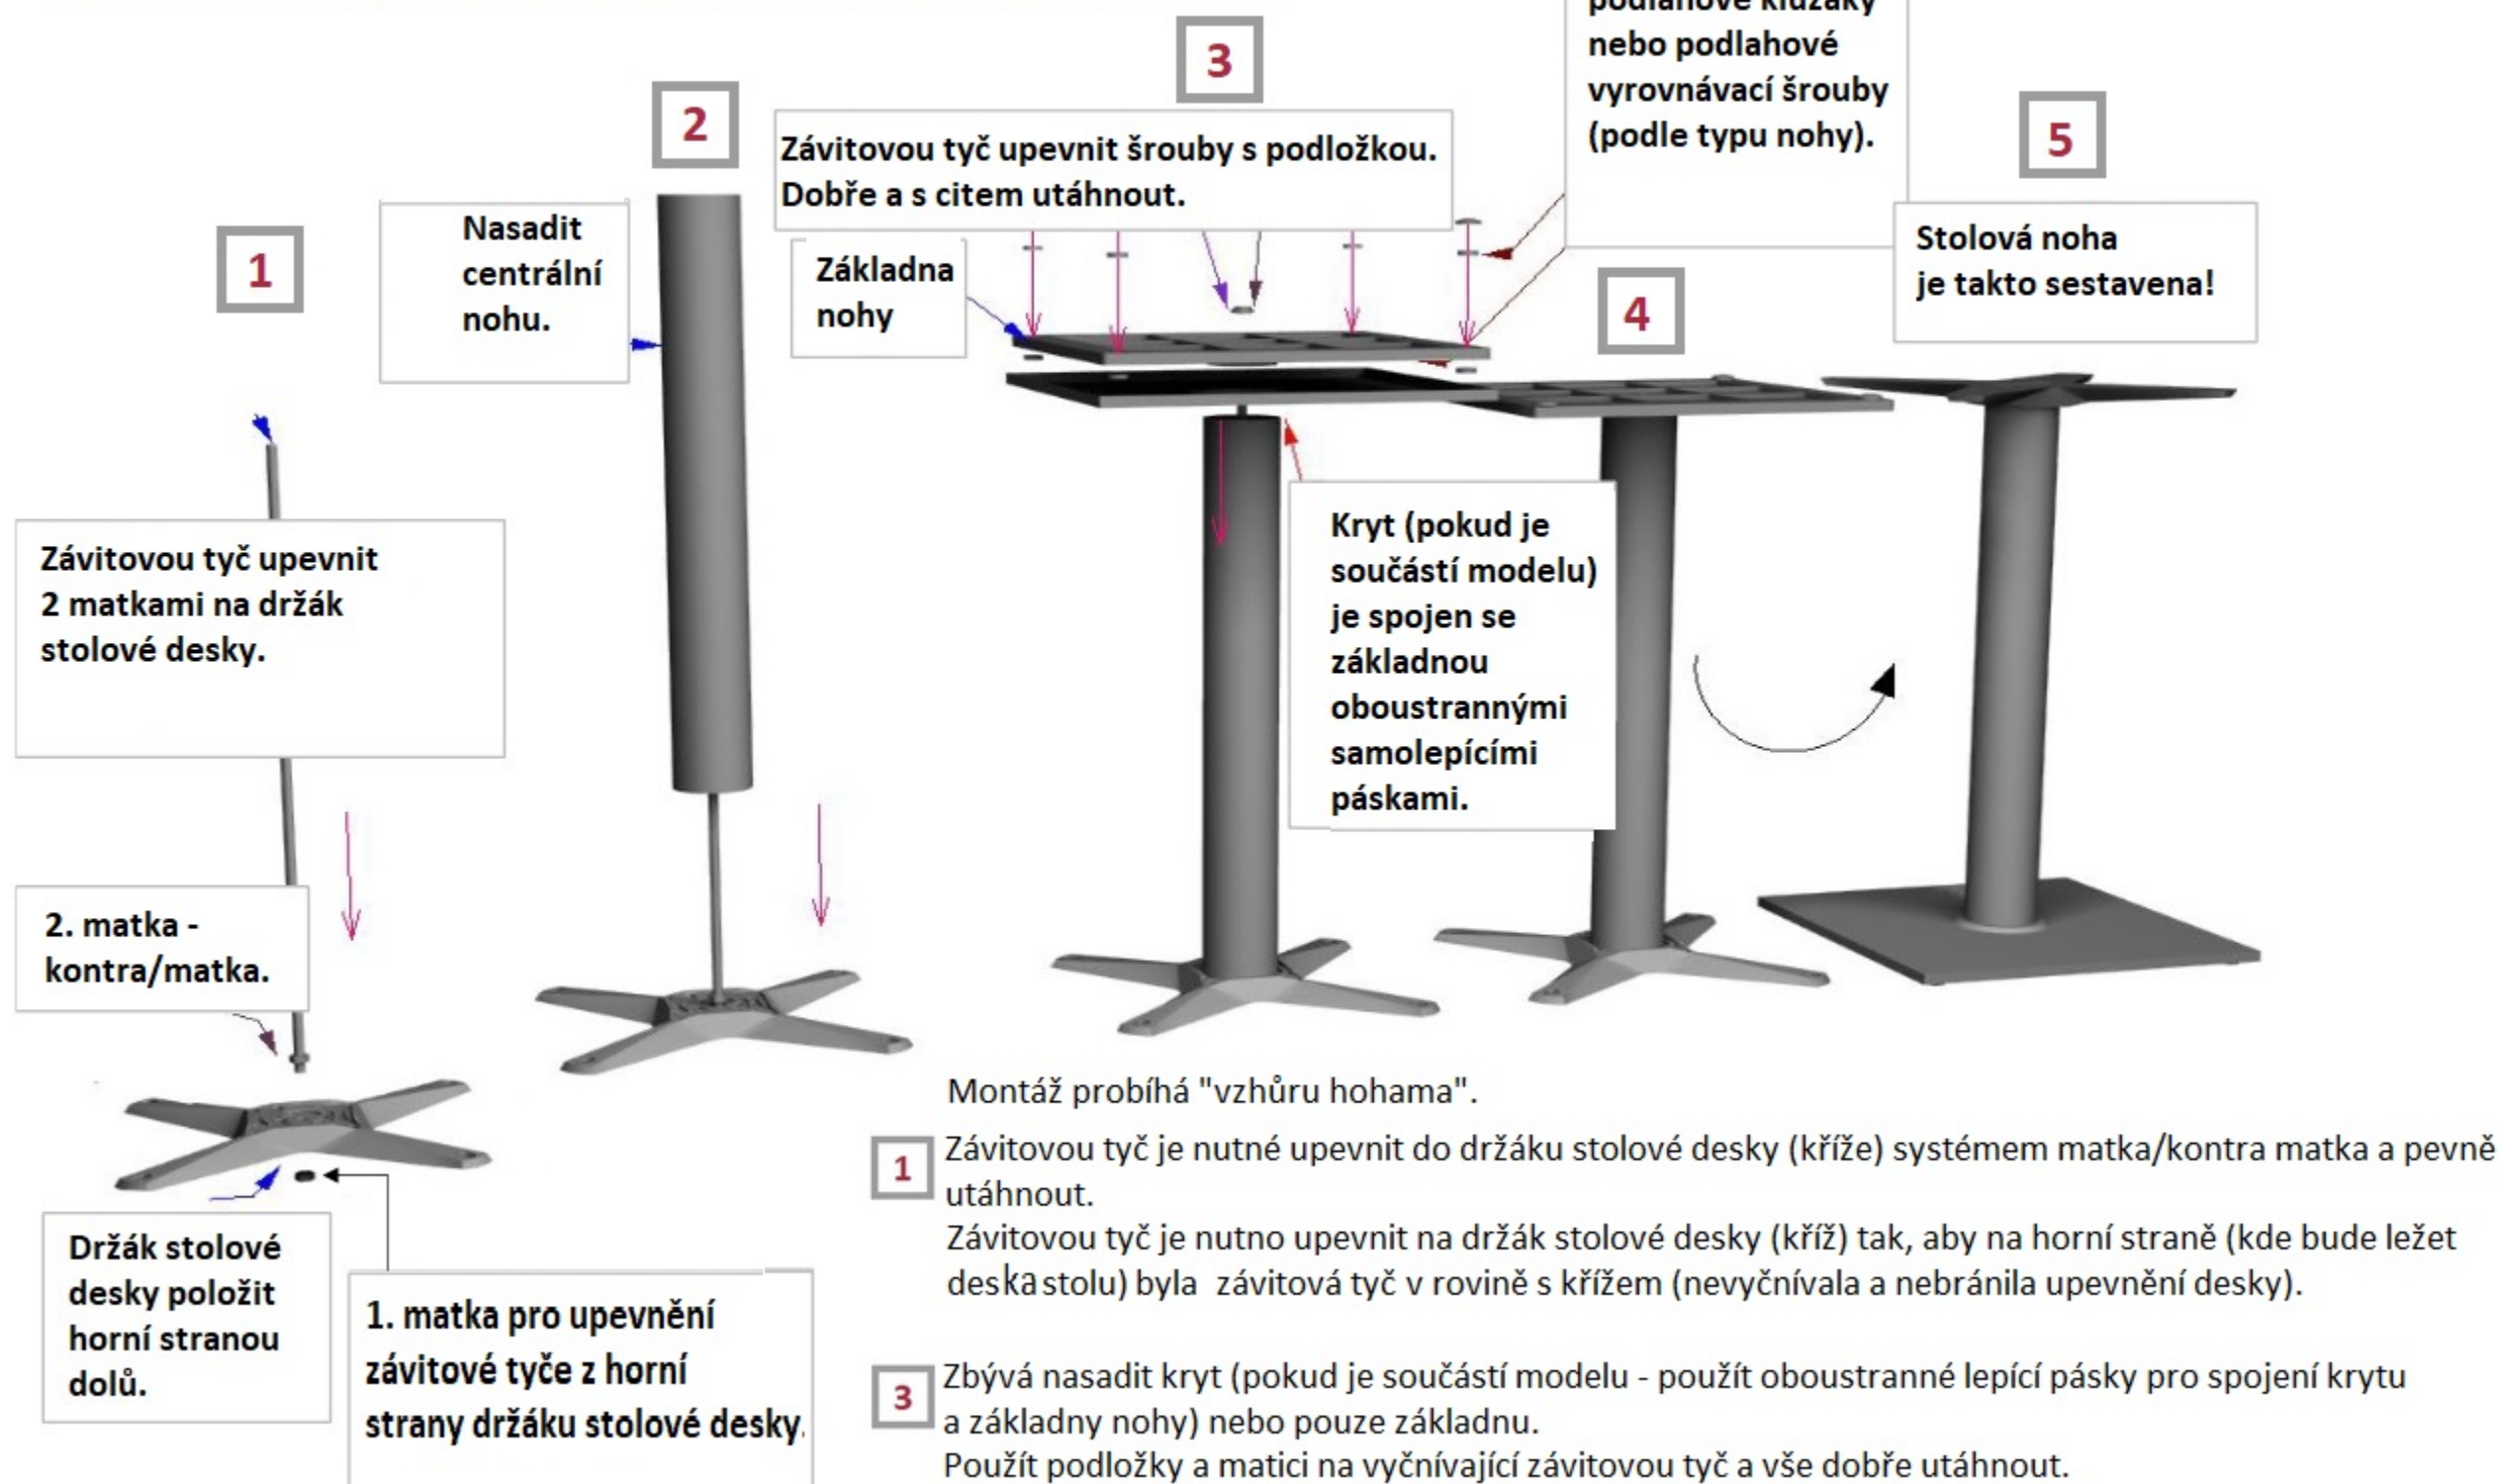 podlahové kluzáky
nebo podlahové
vyrovnávací šrouby
(podle typu nohy).
3
2
Závitovou tyč upevnit šrouby s podložkou.
Dobře a s citem utáhnout.
5
Stolová noha
je takto sestavena!
1
Nasadit
centrální
nohu.
Základna
nohy
4
Závitovou tyč upevnit
2 matkami na držák
stolové desky.
Kryt (pokud je
součástí modelu)
je spojen se
základnou
oboustrannými
samolepícími
páskami.
2. matka -
kontra/matka.
Držák stolové
desky položit
horní stranou
dolů.
1. matka pro upevnění
závitové tyče z horní
strany držáku stolové desky.
Montáž probíhá "vzhůru hohama".
1 Závitovou tyč je nutné upevnit do držáku stolové desky (kříže) systémem matka/kontra matka a pevně
utáhnout.
Závitovou tyč je nutno upevnit na držák stolové desky (kříž) tak, aby na horní straně (kde bude ležet
deska stolu) byla závitová tyč v rovině s křížem (nevyčnívala a nebránila upevnění desky).
3 Zbývá nasadit kryt (pokud je součástí modelu - použít oboustranné lepící pásky pro spojení krytu
a základny nohy) nebo pouze základnu.
Použít podložky a matici na vyčnívající závitovou tyč a vše dobře utáhnout.